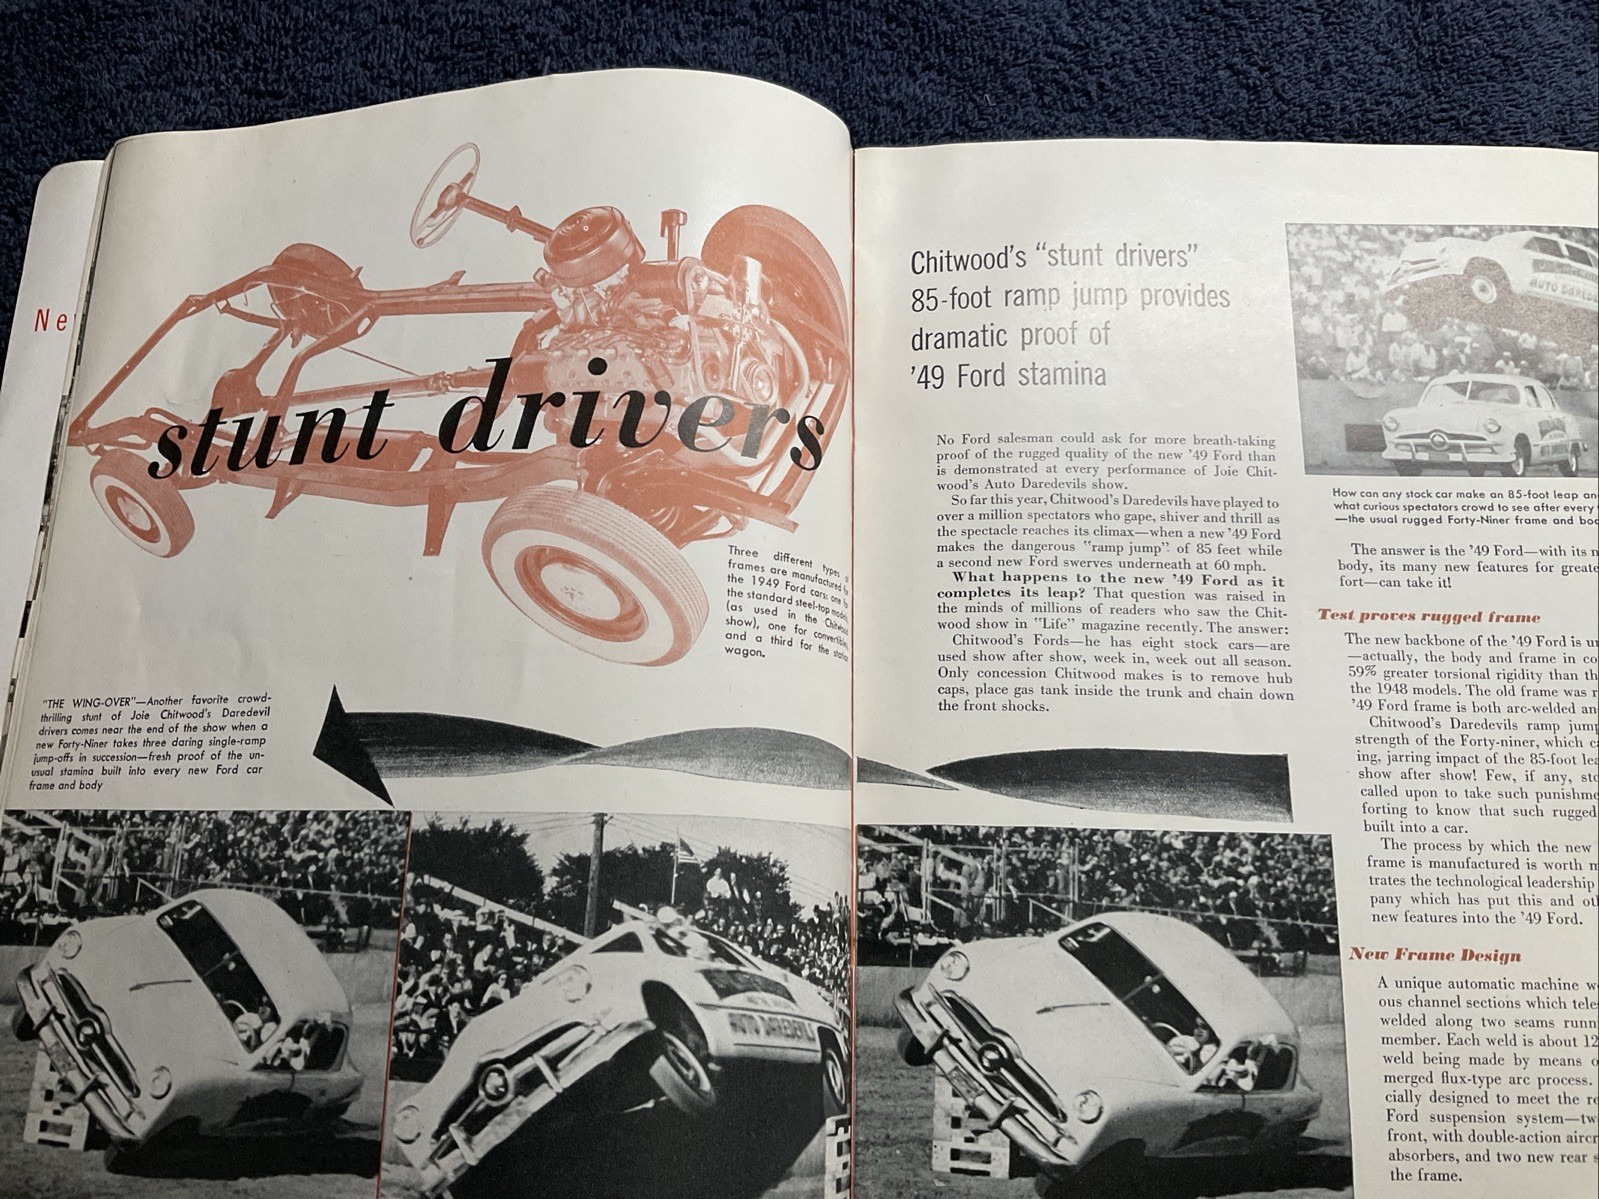 Ne
stunt drivers
Three different types
frames are manufactured for
the 1949 Ford cars: one for
the standard steel-top models
(as used in the Chitwood
show), one for convertibles,
and a third for the station
wagon.
"THE WING-OVER"—Another favorite crowd-
thrilling stunt of Joie Chitwood's Daredevil
drivers comes near the end of the show when a
new Forty-Niner takes three daring single-ramp
jump-offs in succession—fresh proof of the un-
usual stamina built into every new Ford car
frame and body
AUTO DAREDEVILS
Chitwood's "stunt drivers"
85-foot ramp jump provides
dramatic proof of
'49 Ford stamina
No Ford salesman could ask for more breath-taking
proof of the rugged quality of the new '49 Ford than
is demonstrated at every performance of Joie Chit-
wood's Auto Daredevils show.
So far this year, Chitwood's Daredevils have played to
over a million spectators who gape, shiver and thrill as
the spectacle reaches its climax—when a new '49 Ford
makes the dangerous "ramp jump" of 85 feet while
a second new Ford swerves underneath at 60 mph.
What happens to the new '49 Ford as it
completes its leap? That question was raised in
the minds of millions of readers who saw the Chit-
wood show in "Life" magazine recently. The answer:
Chitwood's Fords—he has eight stock cars—are
used show after show, week in, week out all season.
Only concession Chitwood makes is to remove hub
caps, place gas tank inside the trunk and chain down
the front shocks.
AUTO DARED
How can any stock car make an 85-foot leap an
what curious spectators crowd to see after every
—the usual rugged Forty-Niner frame and bod
The answer is the '49 Ford—with its n
body, its many new features for greate
fort—can take it!
Test proves rugged frame
The new backbone of the '49 Ford is u
—actually, the body and frame in co
59% greater torsional rigidity than th
the 1948 models. The old frame was r
'49 Ford frame is both arc-welded an
Chitwood's Daredevils ramp jump
strength of the Forty-niner, which c
ing, jarring impact of the 85-foot lea
show after show! Few, if any, sto
called upon to take such punishme
forting to know that such rugged
built into a car.
The process by which the new
frame is manufactured is worth m
trates the technological leadership
pany which has put this and ot
new features into the '49 Ford.
New Frame Design
A unique automatic machine w
ous channel sections which tele
welded along two seams runn
member. Each weld is about 12
weld being made by means o
merged flux-type arc process.
cially designed to meet the re
Ford suspension system—tw
front, with double-action aircr
absorbers, and two new rear s
the frame.